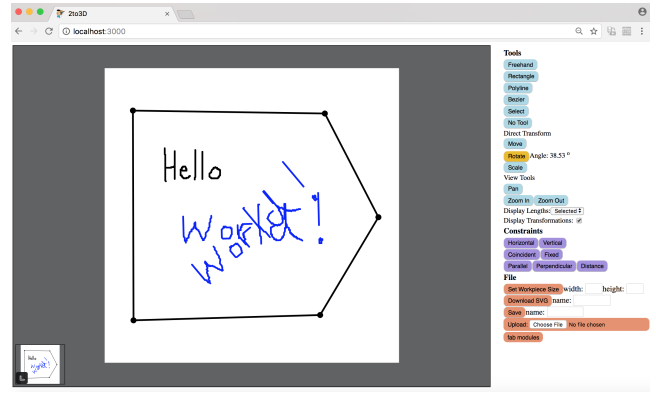 2to3D
localhost:3000
Tools
Freehand
Rectangle
Polyline
Bezier
Select
No Tool
Direct Transform
Move
Rotate Angle: 38.53 º
Scale
View Tools
Pan
Zoom In Zoom Out
Display Lengths: Selected
Display Transformations:
Constraints
Horizontal Vertical
Coincident Fixed
Parallel Perpendicular Distance
File
Set Workpiece Size width: height:
Download SVG name:
Save name:
Upload: Choose File No file chosen
fab modules
Hello